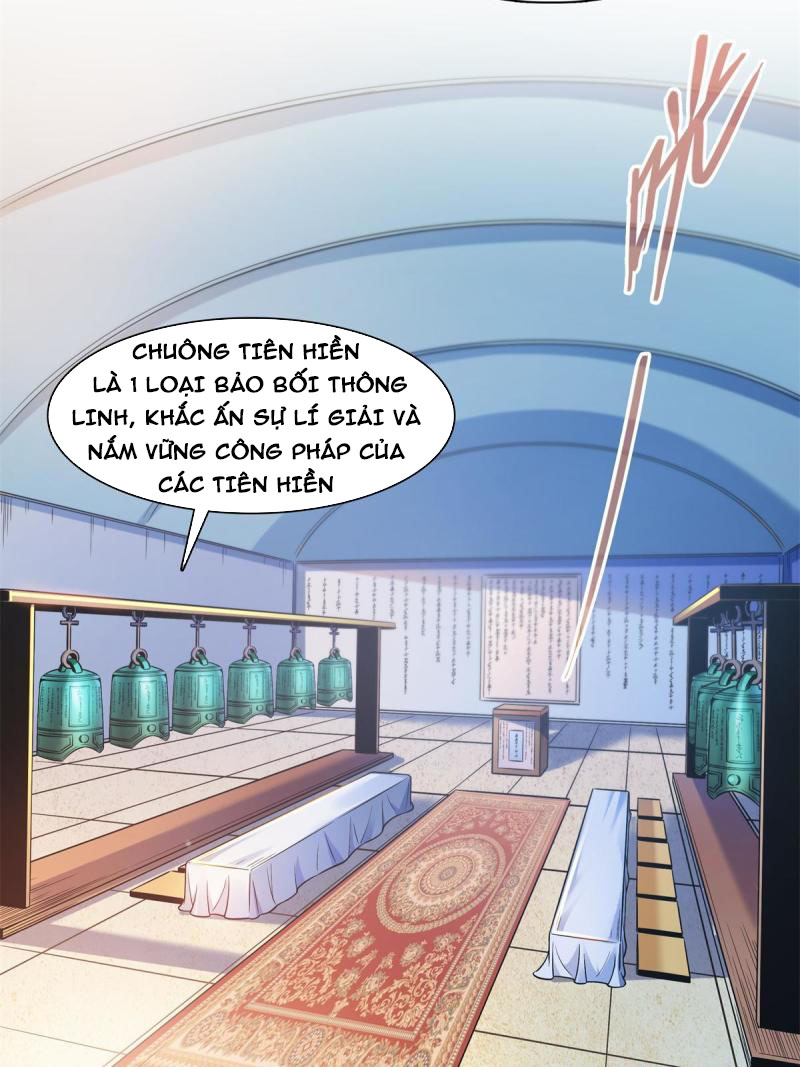 CHUÔNG TIÊN HIỀN
LÀ 1 LOẠI BẢO BỐI THÔNG
LINH, KHẮC ẤN SỰ LÍ GIẢI VÀ
NẮM VỮNG CÔNG PHÁP CỦA
CÁC TIÊN HIỀN